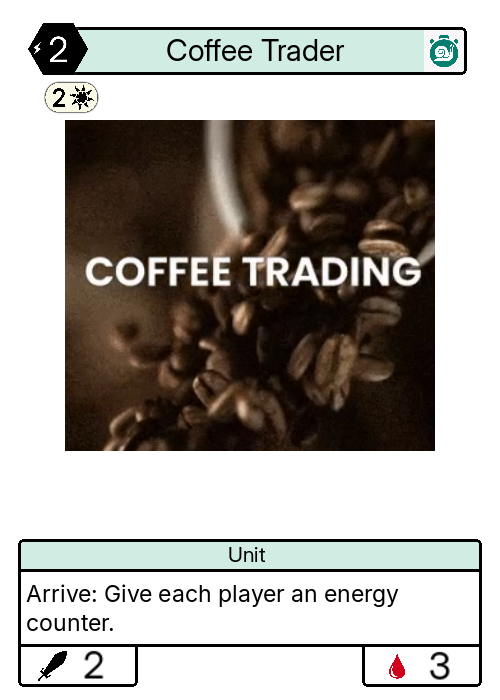 2
Coffee Trader
2
COFFEE TRADING
Unit
Arrive: Give each player an energy
counter.
2
3